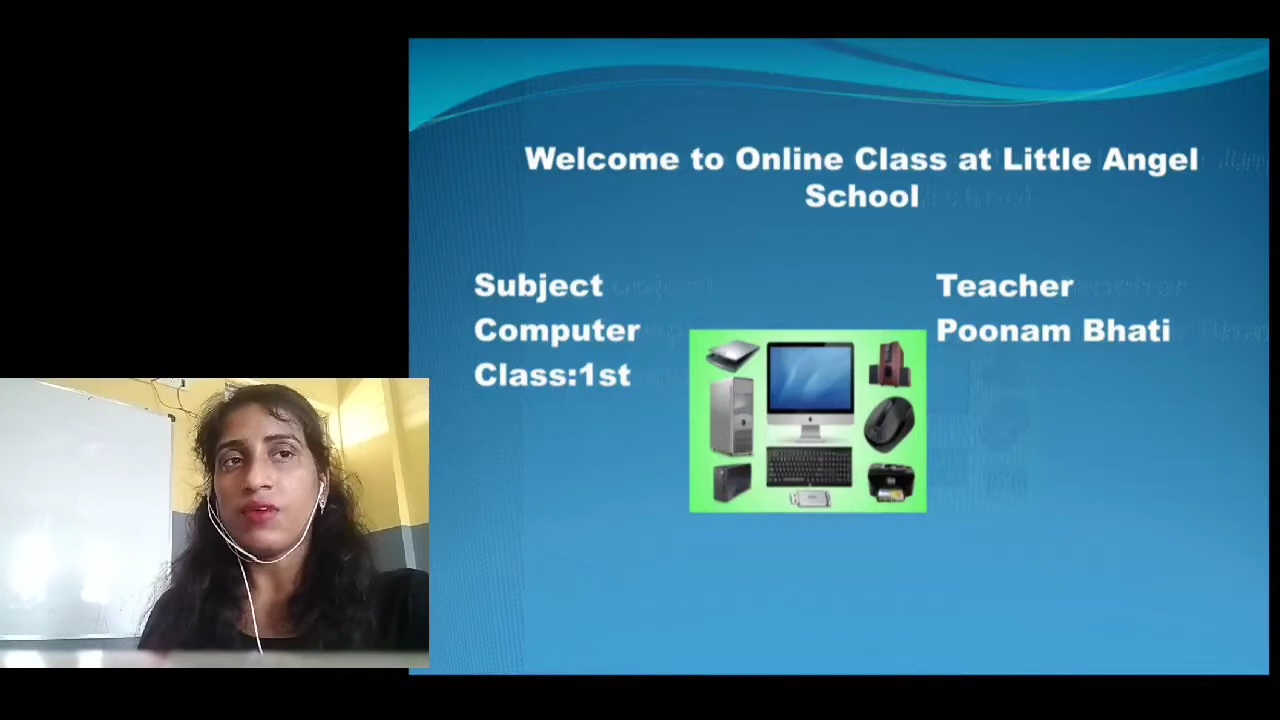 Welcome to Online Class at Little Angel
School
Subject
Computer
Class:1st
Teacher
Poonam Bhati